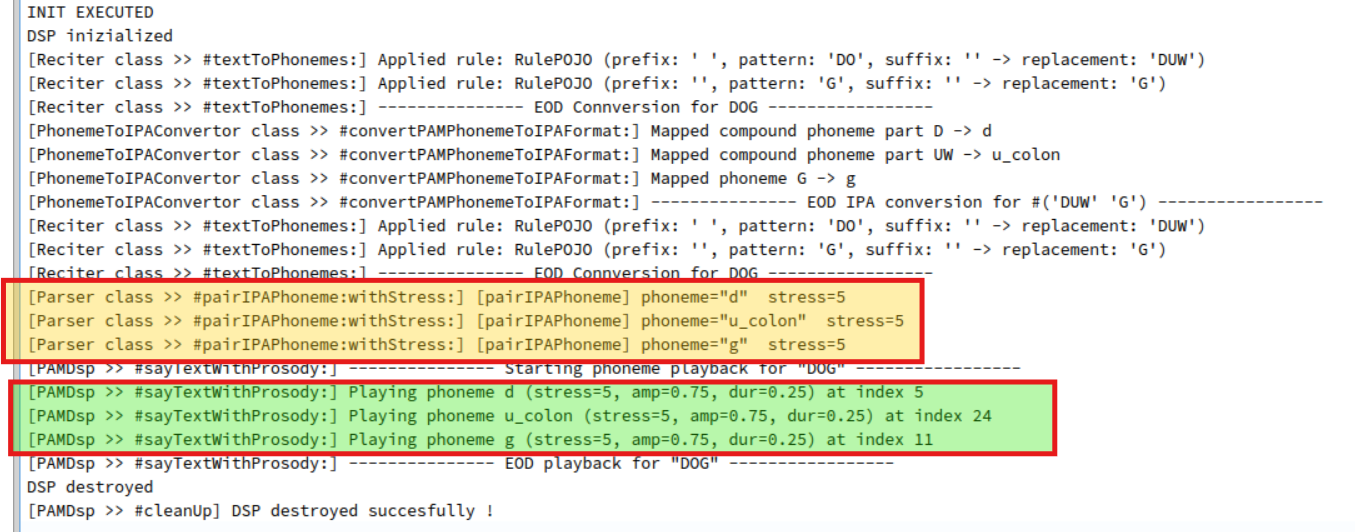 INIT EXECUTED
DSP inizialized
[Reciter class >> #textToPhonemes:] Applied rule: RulePOJO (prefix: ' ', pattern: 'DO', suffix: '' -> replacement: 'DUW')
[Reciter class >> #textToPhonemes:] Applied rule: RulePOJO (prefix: '', pattern: 'G', suffix: '' -> replacement: 'G')
[Reciter class >> #textToPhonemes:] --------------- EOD Connversion for DOG -----------------
[PhonemeToIPAConvertor class >> #convertPAMPhonemeToIPAFormat:] Mapped compound phoneme part D -> d
[PhonemeToIPAConvertor class >> #convertPAMPhonemeToIPAFormat:] Mapped compound phoneme part UW -> u_colon
[PhonemeToIPAConvertor class >> #convertPAMPhonemeToIPAFormat:] Mapped phoneme G -> g
[PhonemeToIPAConvertor class >> #convertPAMPhonemeToIPAFormat:] --------------- EOD IPA conversion for #('DUW' 'G') -----------------
[Reciter class >> #textToPhonemes:] Applied rule: RulePOJO (prefix: ' ', pattern: 'DO', suffix: '' -> replacement: 'DUW')
[Reciter class >> #textToPhonemes:] Applied rule: RulePOJO (prefix: '', pattern: 'G', suffix: '' -> replacement: 'G')
[Reciter class >> #textToPhonemes:] --------------- EOD Connversion for DOG -----------------
[Parser class >> #pairIPAPhoneme:withStress:] [pairIPAPhoneme] phoneme="d"  stress=5
[Parser class >> #pairIPAPhoneme:withStress:] [pairIPAPhoneme] phoneme="u_colon"  stress=5
[Parser class >> #pairIPAPhoneme:withStress:] [pairIPAPhoneme] phoneme="g"  stress=5
[PAMDsp >> #sayTextWithProsody:] --------------- Starting phoneme playback for "DOG" -----------------
[PAMDsp >> #sayTextWithProsody:] Playing phoneme d (stress=5, amp=0.75, dur=0.25) at index 5
[PAMDsp >> #sayTextWithProsody:] Playing phoneme u_colon (stress=5, amp=0.75, dur=0.25) at index 24
[PAMDsp >> #sayTextWithProsody:] Playing phoneme g (stress=5, amp=0.75, dur=0.25) at index 11
[PAMDsp >> #sayTextWithProsody:] --------------- EOD playback for "DOG" -----------------
DSP destroyed
[PAMDsp >> #cleanUp] DSP destroyed succesfully !